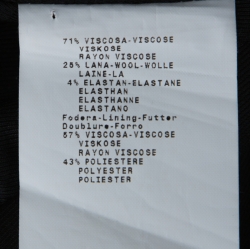 71% VISCOSA-VISCOSE
VISKOSE
RAYON VISCOSE
25% LANA-WOOL-WOLLE
LAINE-LA
4% ELASTAN-ELASTANE
ELASTHAN
ELASTHANNE
ELASTANO
Fodera-Lining-Futter
Doublure-Forro
57% VISCOSA-VISCOSE
VISKOSE
RAYON VISCOSE
43% POLIESTERE
POLYESTER
POLIESTER